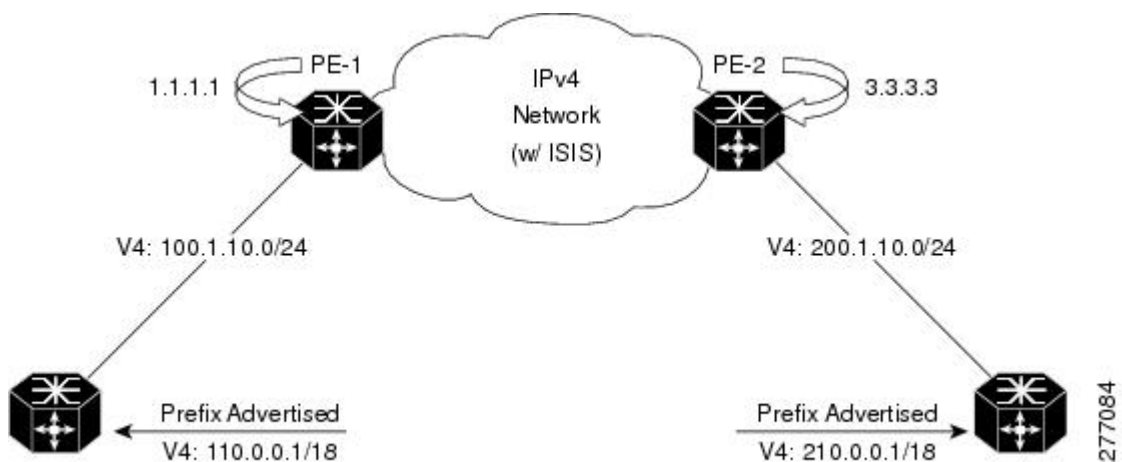 PE-1
IPv4
Network
(w/ ISIS)
PE-2
1.1.1.1
3.3.3.3
V4: 100.1.10.0/24
V4: 200.1.10.0/24
Prefix Advertised
V4: 110.0.0.1/18
Prefix Advertised
V4: 210.0.0.1/18
277084